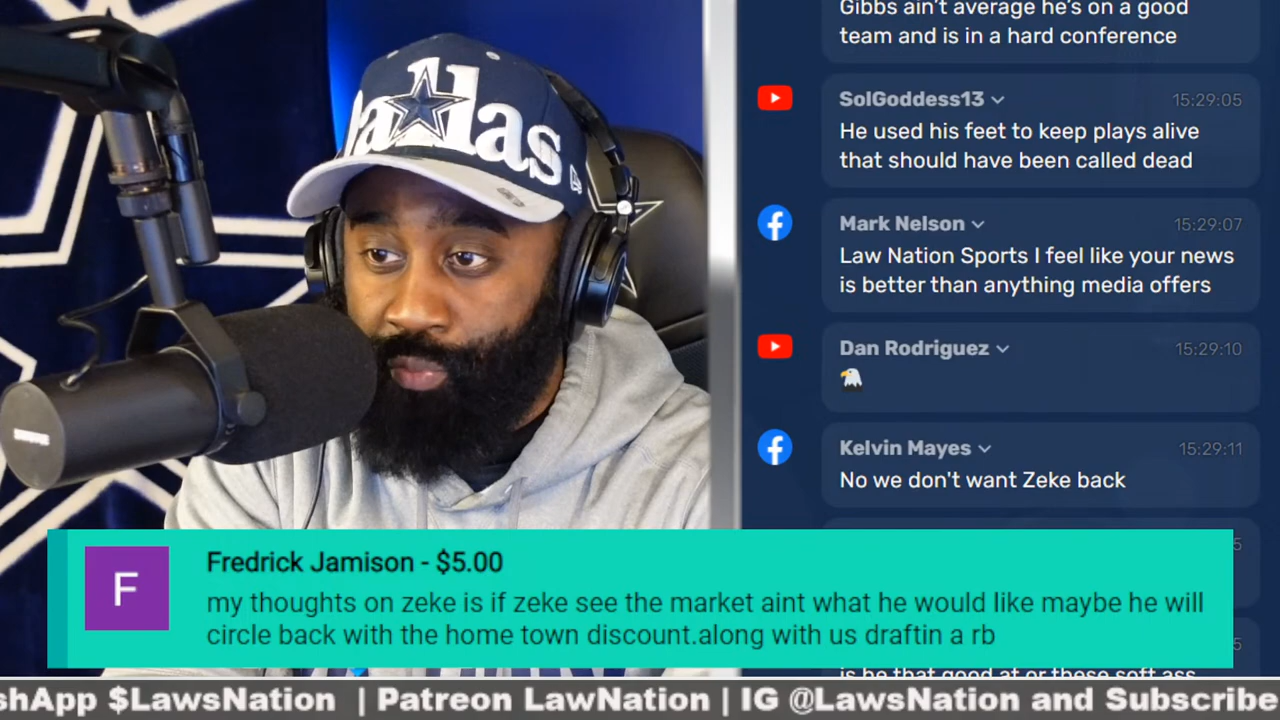 Gibbs ain't average he's on a good
team and is in a hard conference
SolGoddess13
15:29:05
He used his feet to keep plays alive
that should have been called dead
Mark Nelson
15:29:07
Law Nation Sports I feel like your news
is better than anything media offers
Dan Rodriguez
15:29:10
Kelvin Mayes
15:29:11
No we don't want Zeke back
Dallas
SHURE
F
Fredrick Jamison - $5.00
my thoughts on zeke is if zeke see the market aint what he would like maybe he will
circle back with the home town discount.along with us draftin a rb
is he that good at or these soft ass
shApp $LawsNation | Patreon LawNation | IG @LawsNation and Subscribe